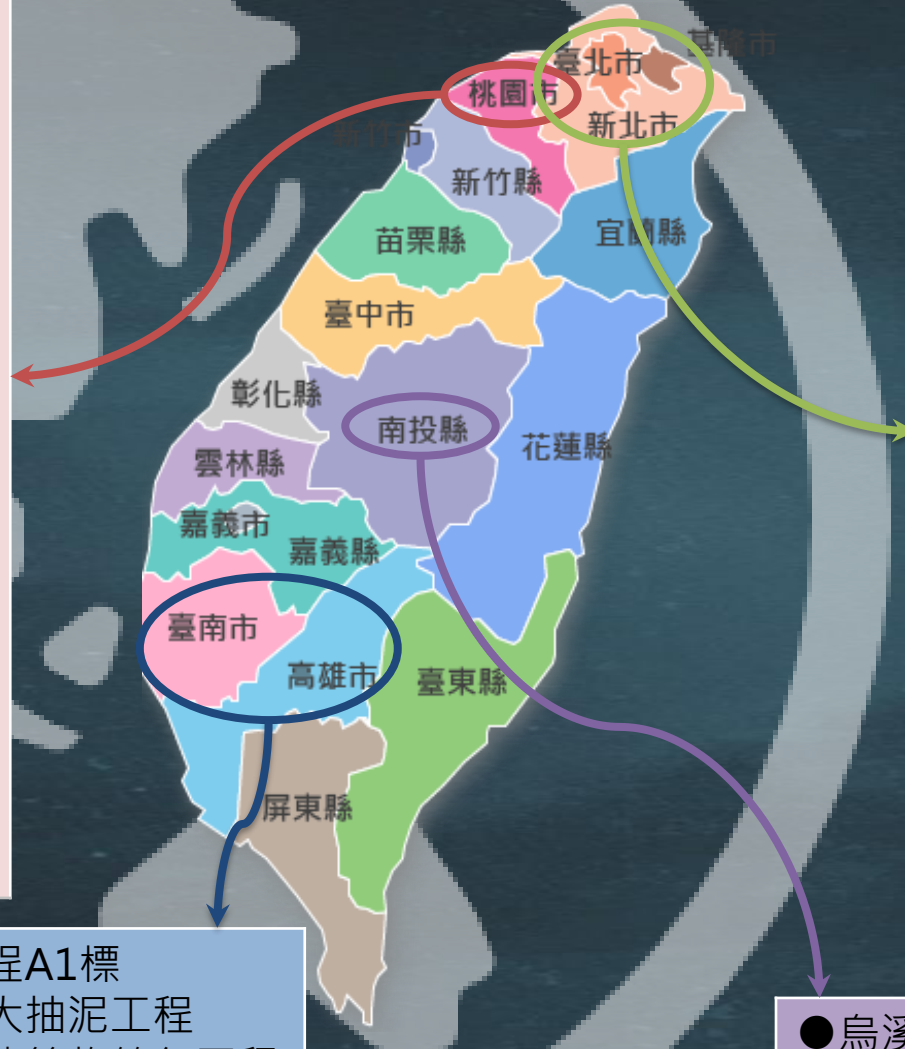 基隆市
臺北市
桃園市
新北市
新竹市
新竹縣
宜蘭縣
苗栗縣
臺中市
彰化縣
南投縣
花蓮縣
雲林縣
嘉義市
嘉義縣
臺南市
高雄市
臺東縣
屏東縣
程A1標
大抽泥工程
●烏溪